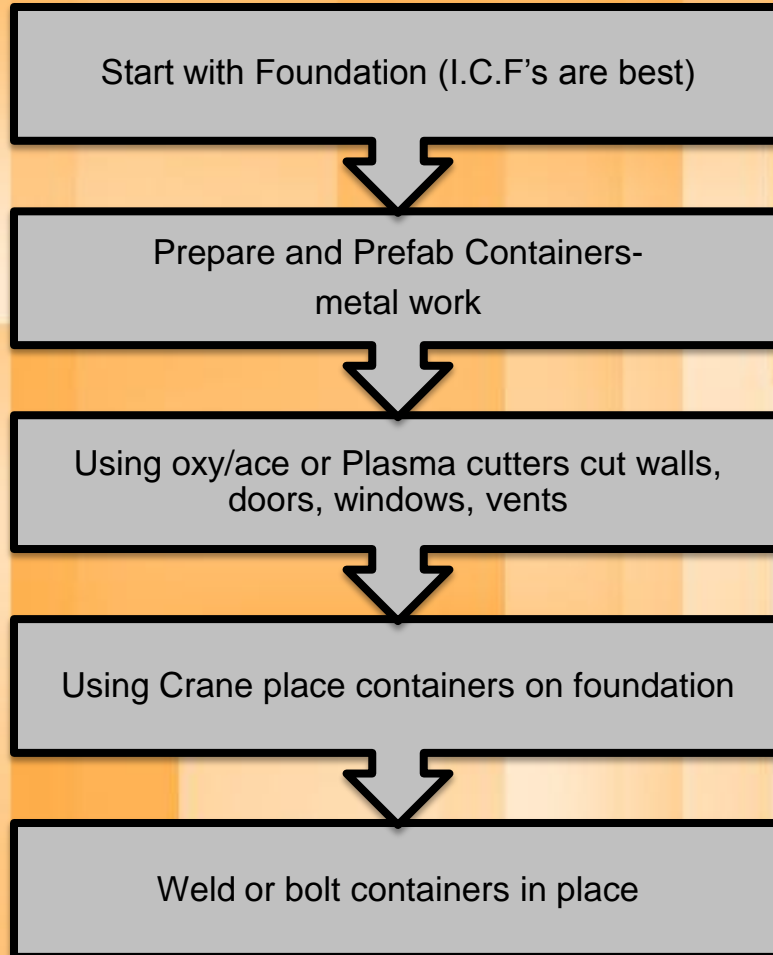 Start with Foundation (I.C.F’s are best)
Prepare and Prefab Containers-
metal work
Using oxy/ace or Plasma cutters cut walls,
doors, windows, vents
Using Crane place containers on foundation
Weld or bolt containers in place